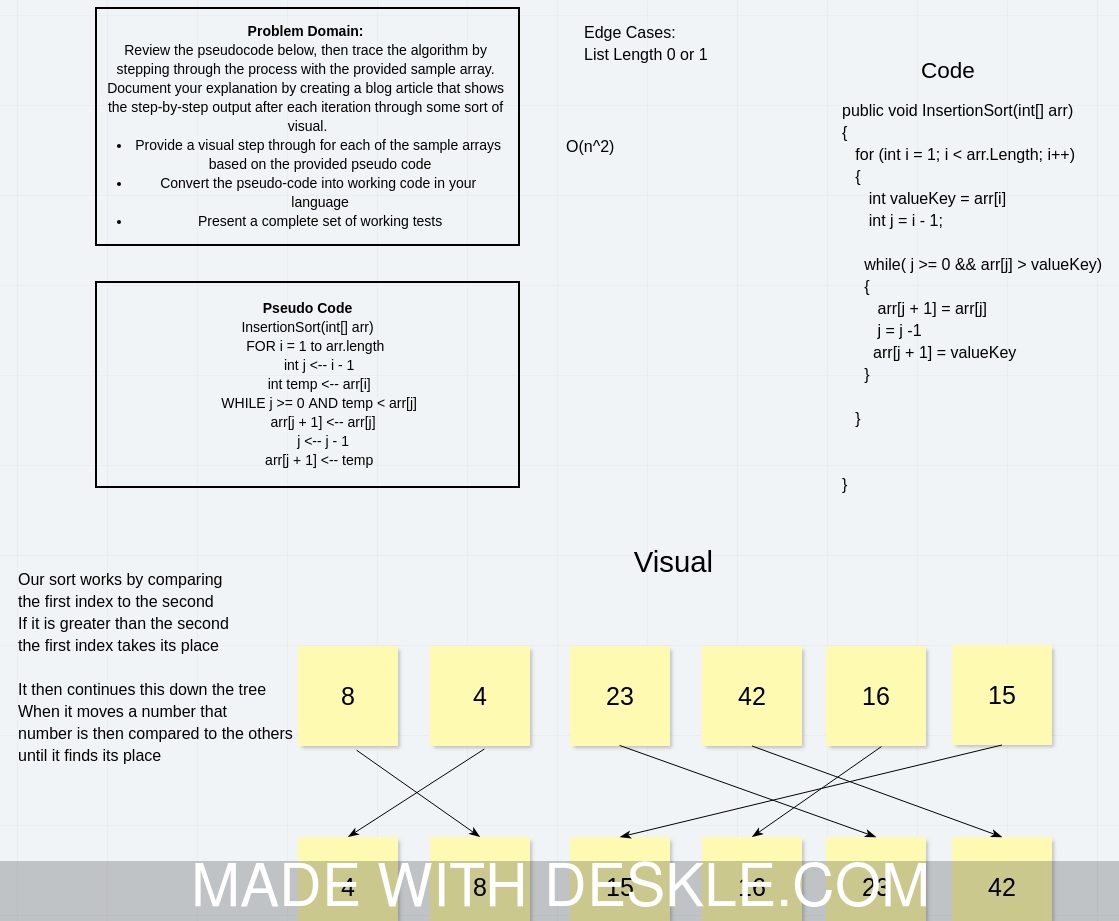 Problem Domain:
Review the pseudocode below, then trace the algorithm by
stepping through the process with the provided sample array.
Document your explanation by creating a blog article that shows
the step-by-step output after each iteration through some sort of
visual.
• Provide a visual step through for each of the sample arrays
based on the provided pseudo code
• Convert the pseudo-code into working code in your
language
• Present a complete set of working tests
Pseudo Code
InsertionSort(int[] arr)
FOR i = 1 to arr.length
int j <-- i - 1
int temp <-- arr[i]
WHILE j >= 0 AND temp < arr[j]
arr[j + 1] <-- arr[j]
j <-- j - 1
arr[j + 1] <-- temp
Edge Cases:
List Length 0 or 1
O(n^2)
Code
public void InsertionSort(int[] arr)
{
for (int i = 1; i < arr.Length; i++)
{
int valueKey = arr[i]
int j = i - 1;
while( j >= 0 && arr[j] > valueKey)
{
arr[j + 1] = arr[j]
j = j -1
arr[j + 1] = valueKey
}
}
}
Visual
Our sort works by comparing
the first index to the second
If it is greater than the second
the first index takes its place
It then continues this down the tree
When it moves a number that
number is then compared to the others
until it finds its place
8 4 23 42 16 15
4 8 15 16 23 42
MADE WITH DESKLE.COM